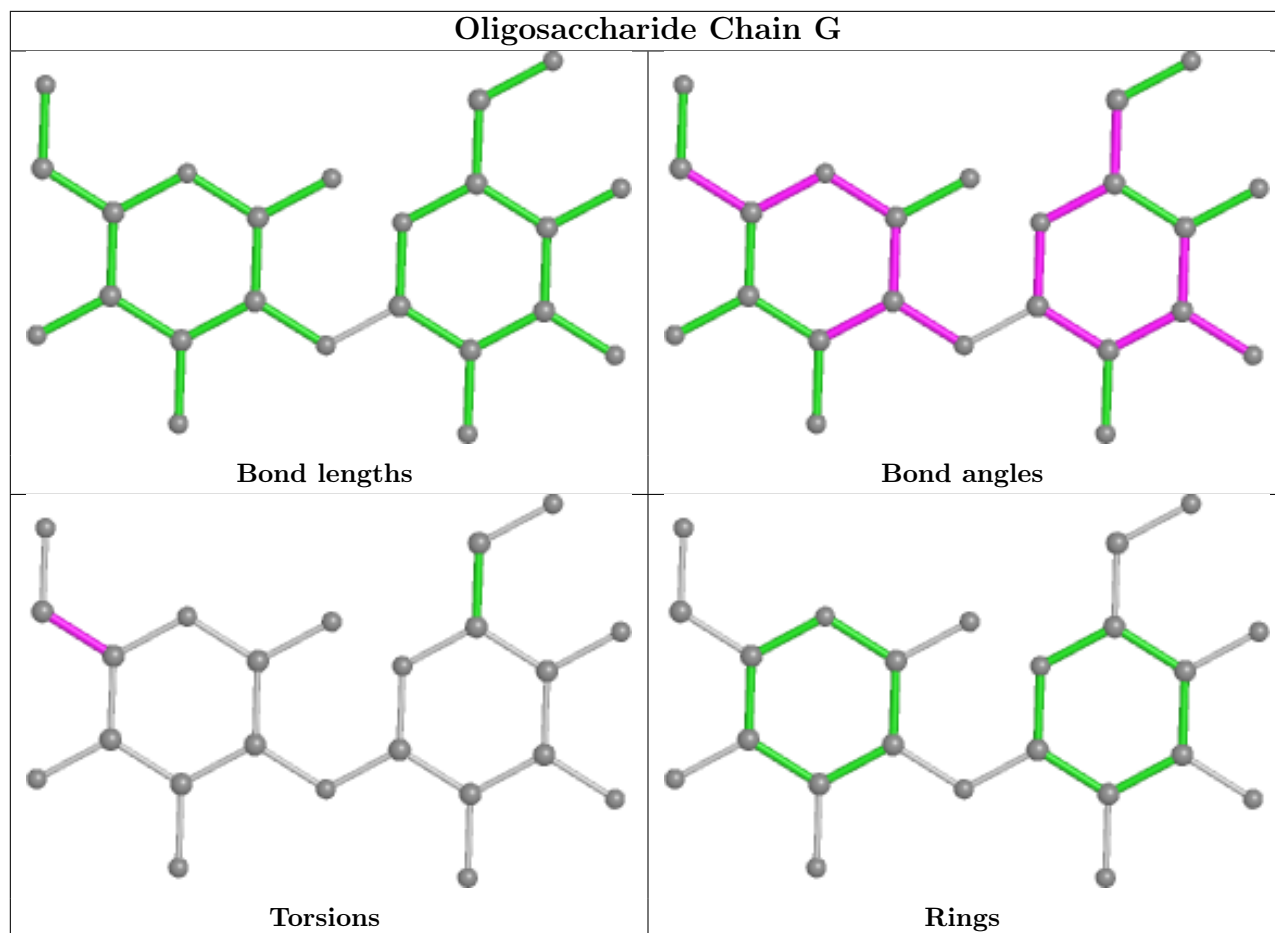 Oligosaccharide Chain G
Bond lengths
Bond angles
Torsions
Rings